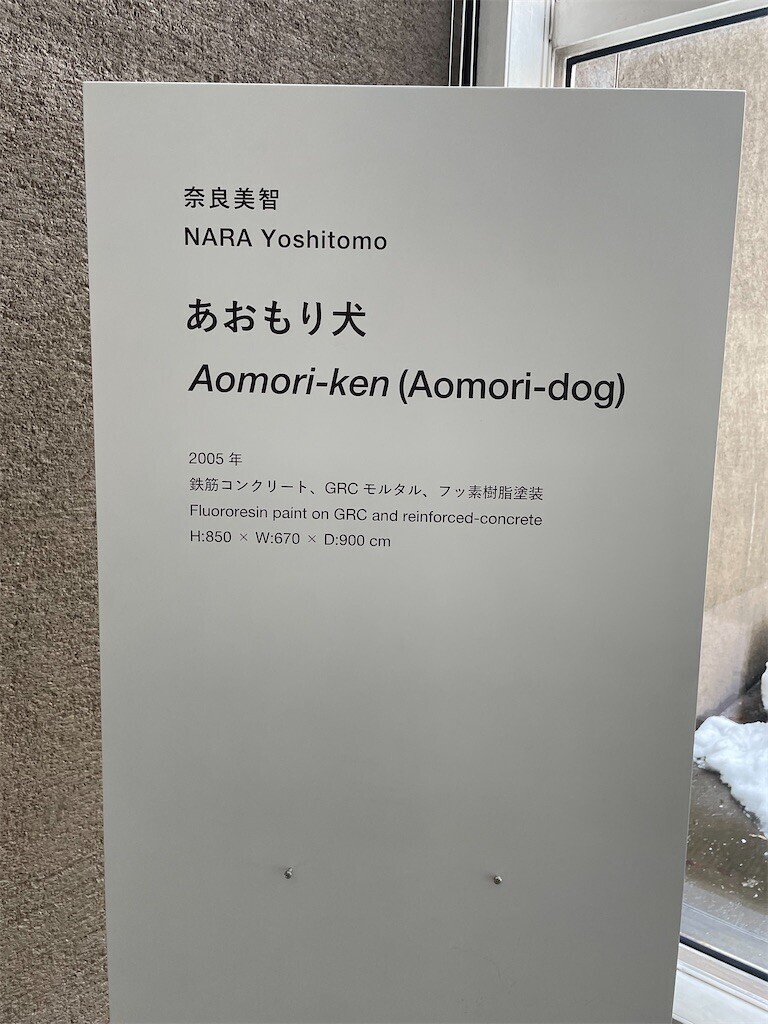 奈良美智
NARA Yoshitomo
あおもり犬
Aomori-ken (Aomori-dog)
2005 年
鉄筋コンクリート、GRC モルタル、フッ素樹脂塗装
Fluororesin paint on GRC and reinforced-concrete
H:850 × W:670 × D:900 cm